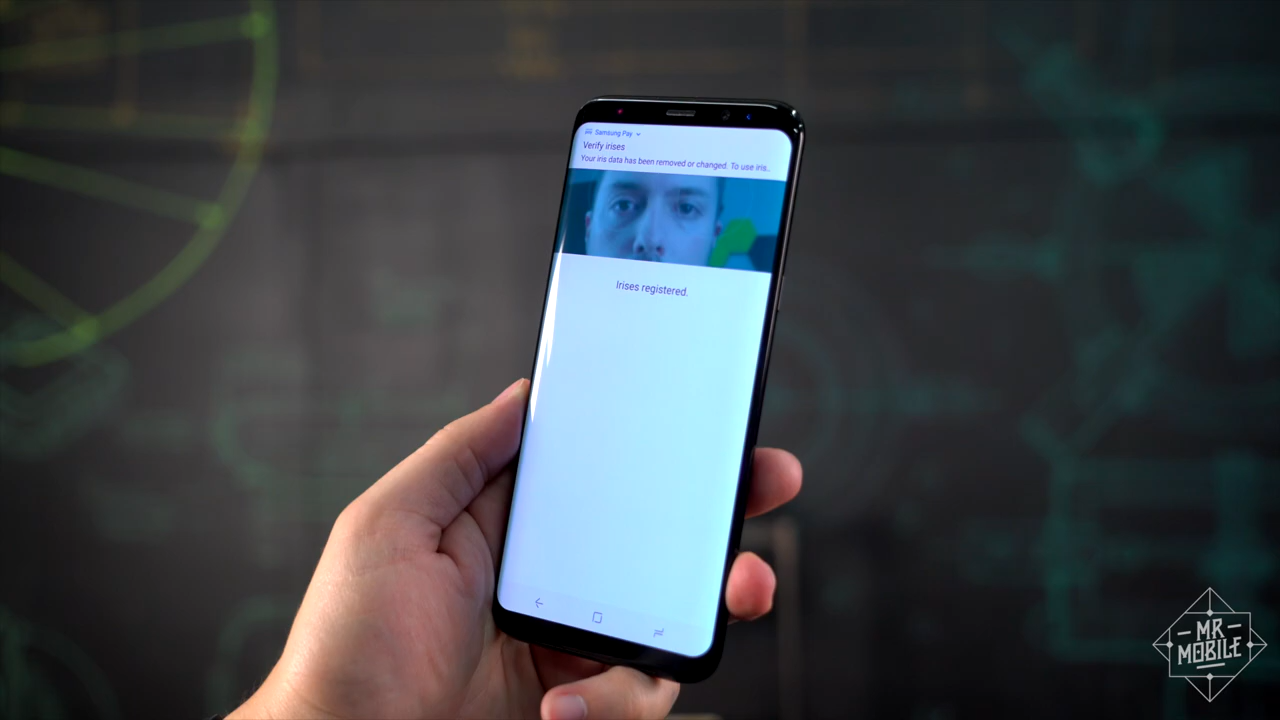 Samsung Pay
Verify irises
Your iris data has been removed or changed. To use iris..
Irises registered.
MR
MOBILE